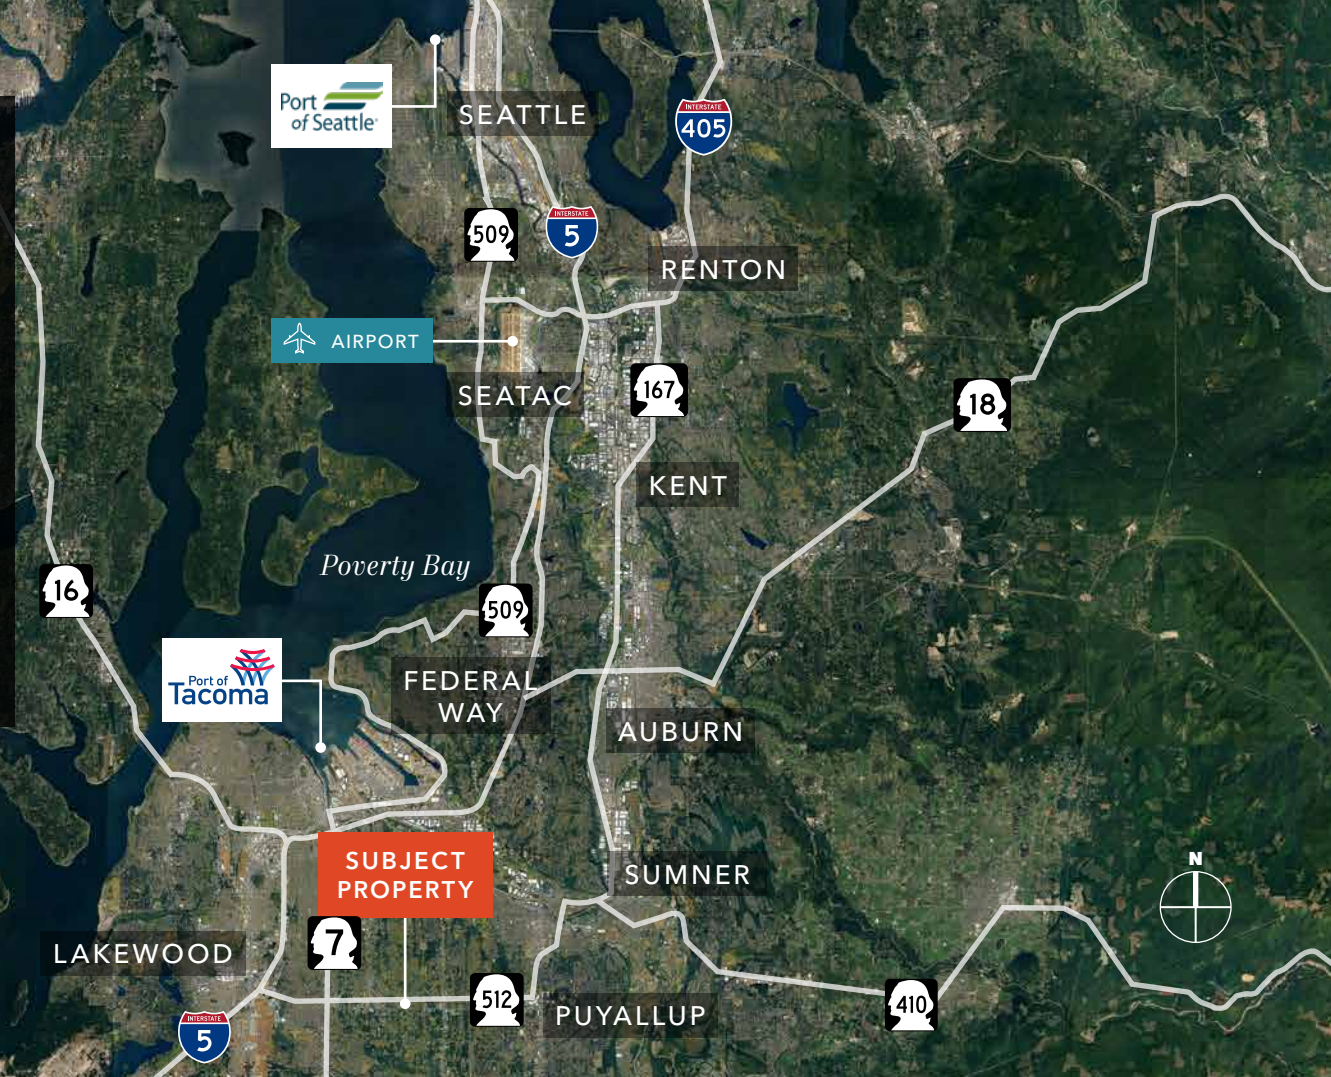 Port
of Seattle
SEATTLE
INTERSTATE
405
509
INTERSTATE
5
RENTON
AIRPORT
SEATAC
167
18
KENT
Poverty Bay
16
509
Port of
Tacoma
FEDERAL
WAY
AUBURN
SUBJECT
PROPERTY
SUMNER
N
7
LAKEWOOD
512
410
PUYALLUP
INTERSTATE
5